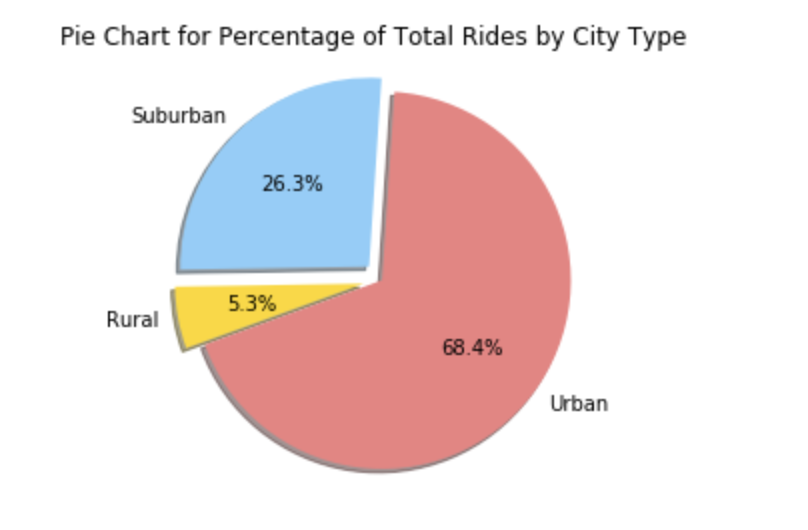 Pie Chart for Percentage of Total Rides by City Type
Suburban
26.3%
5.3%
Rural
68.4%
Urban